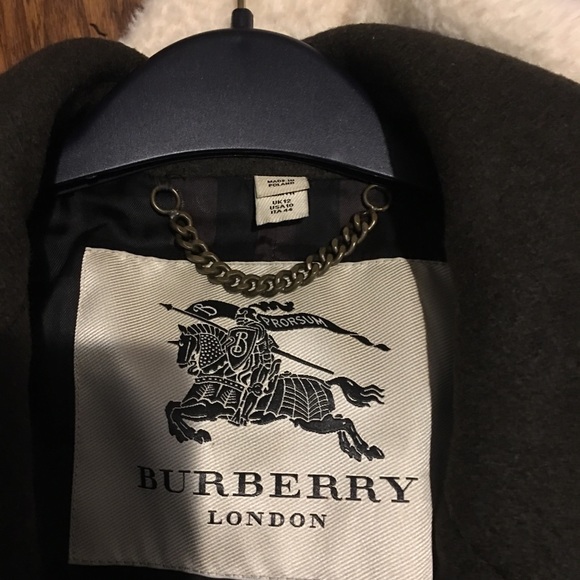 MADE IN
POLAND
UK12
USA10
ITA44
B PRORSUM
B
BURBERRY
LONDON